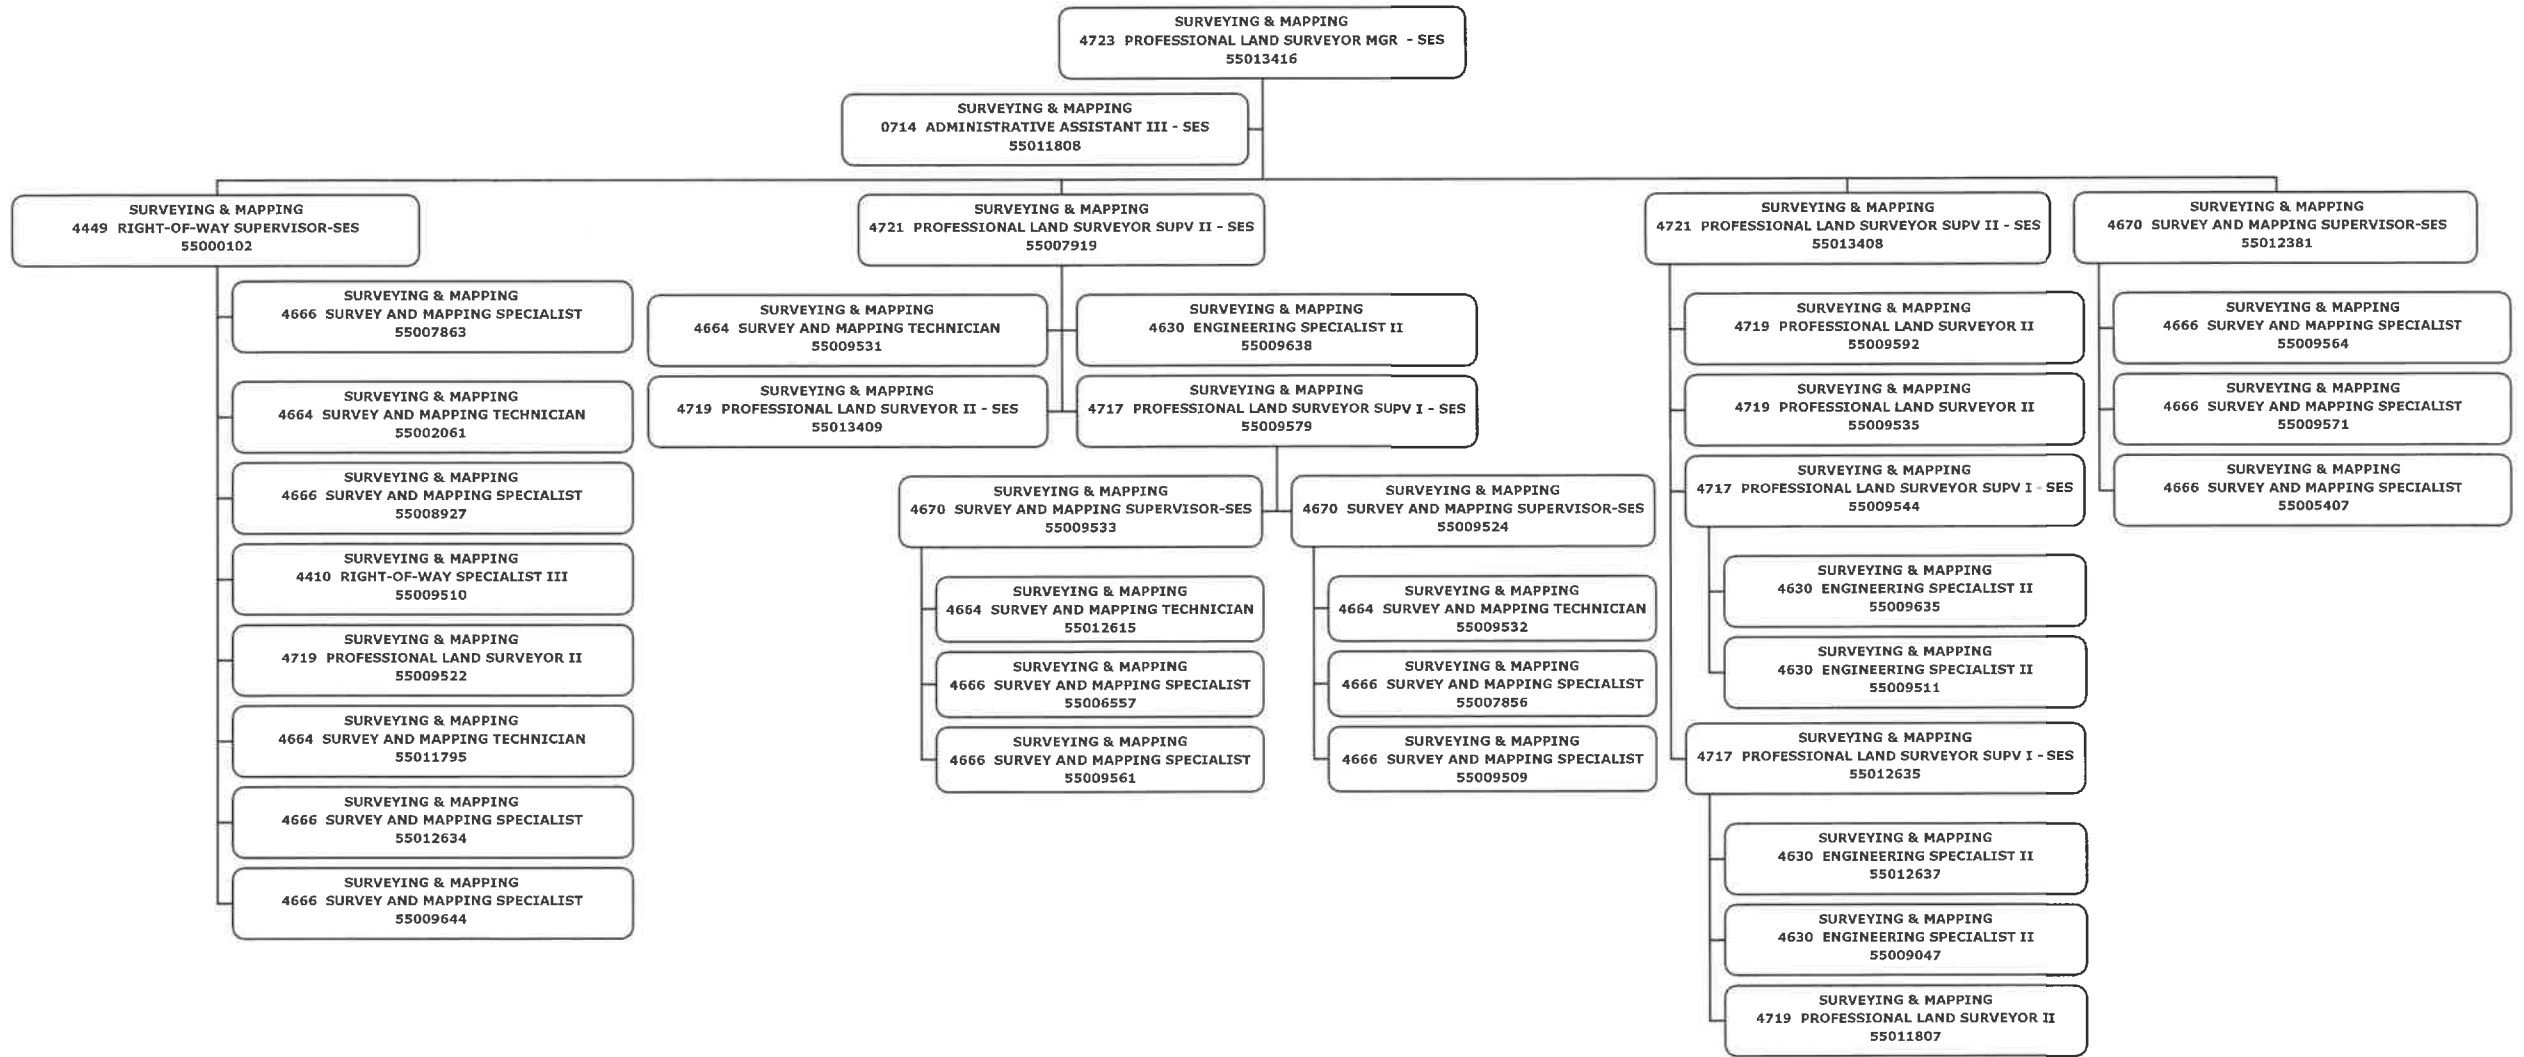 SURVEYING & MAPPING
4723 PROFESSIONAL LAND SURVEYOR MGR - SES
55013416
SURVEYING & MAPPING
0714 ADMINISTRATIVE ASSISTANT III - SES
55011808
SURVEYING & MAPPING
4449 RIGHT-OF-WAY SUPERVISOR-SES
55000102
SURVEYING & MAPPING
4666 SURVEY AND MAPPING SPECIALIST
55007863
SURVEYING & MAPPING
4664 SURVEY AND MAPPING TECHNICIAN
55002061
SURVEYING & MAPPING
4666 SURVEY AND MAPPING SPECIALIST
55008927
SURVEYING & MAPPING
4410 RIGHT-OF-WAY SPECIALIST III
55009510
SURVEYING & MAPPING
4719 PROFESSIONAL LAND SURVEYOR II
55009522
SURVEYING & MAPPING
4664 SURVEY AND MAPPING TECHNICIAN
55011795
SURVEYING & MAPPING
4666 SURVEY AND MAPPING SPECIALIST
55012634
SURVEYING & MAPPING
4666 SURVEY AND MAPPING SPECIALIST
55009644
SURVEYING & MAPPING
4721 PROFESSIONAL LAND SURVEYOR SUPV II - SES
55007919
SURVEYING & MAPPING
4664 SURVEY AND MAPPING TECHNICIAN
55009531
SURVEYING & MAPPING
4630 ENGINEERING SPECIALIST II
55009638
SURVEYING & MAPPING
4719 PROFESSIONAL LAND SURVEYOR II - SES
55013409
SURVEYING & MAPPING
4717 PROFESSIONAL LAND SURVEYOR SUPV I - SES
55009579
SURVEYING & MAPPING
4670 SURVEY AND MAPPING SUPERVISOR-SES
55009533
SURVEYING & MAPPING
4664 SURVEY AND MAPPING TECHNICIAN
55012615
SURVEYING & MAPPING
4666 SURVEY AND MAPPING SPECIALIST
55006557
SURVEYING & MAPPING
4666 SURVEY AND MAPPING SPECIALIST
55009561
SURVEYING & MAPPING
4670 SURVEY AND MAPPING SUPERVISOR-SES
55009524
SURVEYING & MAPPING
4664 SURVEY AND MAPPING TECHNICIAN
55009532
SURVEYING & MAPPING
4666 SURVEY AND MAPPING SPECIALIST
55007856
SURVEYING & MAPPING
4666 SURVEY AND MAPPING SPECIALIST
55009509
SURVEYING & MAPPING
4721 PROFESSIONAL LAND SURVEYOR SUPV II - SES
55013408
SURVEYING & MAPPING
4719 PROFESSIONAL LAND SURVEYOR II
55009592
SURVEYING & MAPPING
4719 PROFESSIONAL LAND SURVEYOR II
55009535
SURVEYING & MAPPING
4717 PROFESSIONAL LAND SURVEYOR SUPV I - SES
55009544
SURVEYING & MAPPING
4630 ENGINEERING SPECIALIST II
55009635
SURVEYING & MAPPING
4630 ENGINEERING SPECIALIST II
55009511
SURVEYING & MAPPING
4717 PROFESSIONAL LAND SURVEYOR SUPV I - SES
55012635
SURVEYING & MAPPING
4630 ENGINEERING SPECIALIST II
55012637
SURVEYING & MAPPING
4630 ENGINEERING SPECIALIST II
55009047
SURVEYING & MAPPING
4719 PROFESSIONAL LAND SURVEYOR II
55011807
SURVEYING & MAPPING
4670 SURVEY AND MAPPING SUPERVISOR-SES
55012381
SURVEYING & MAPPING
4666 SURVEY AND MAPPING SPECIALIST
55009564
SURVEYING & MAPPING
4666 SURVEY AND MAPPING SPECIALIST
55009571
SURVEYING & MAPPING
4666 SURVEY AND MAPPING SPECIALIST
55005407